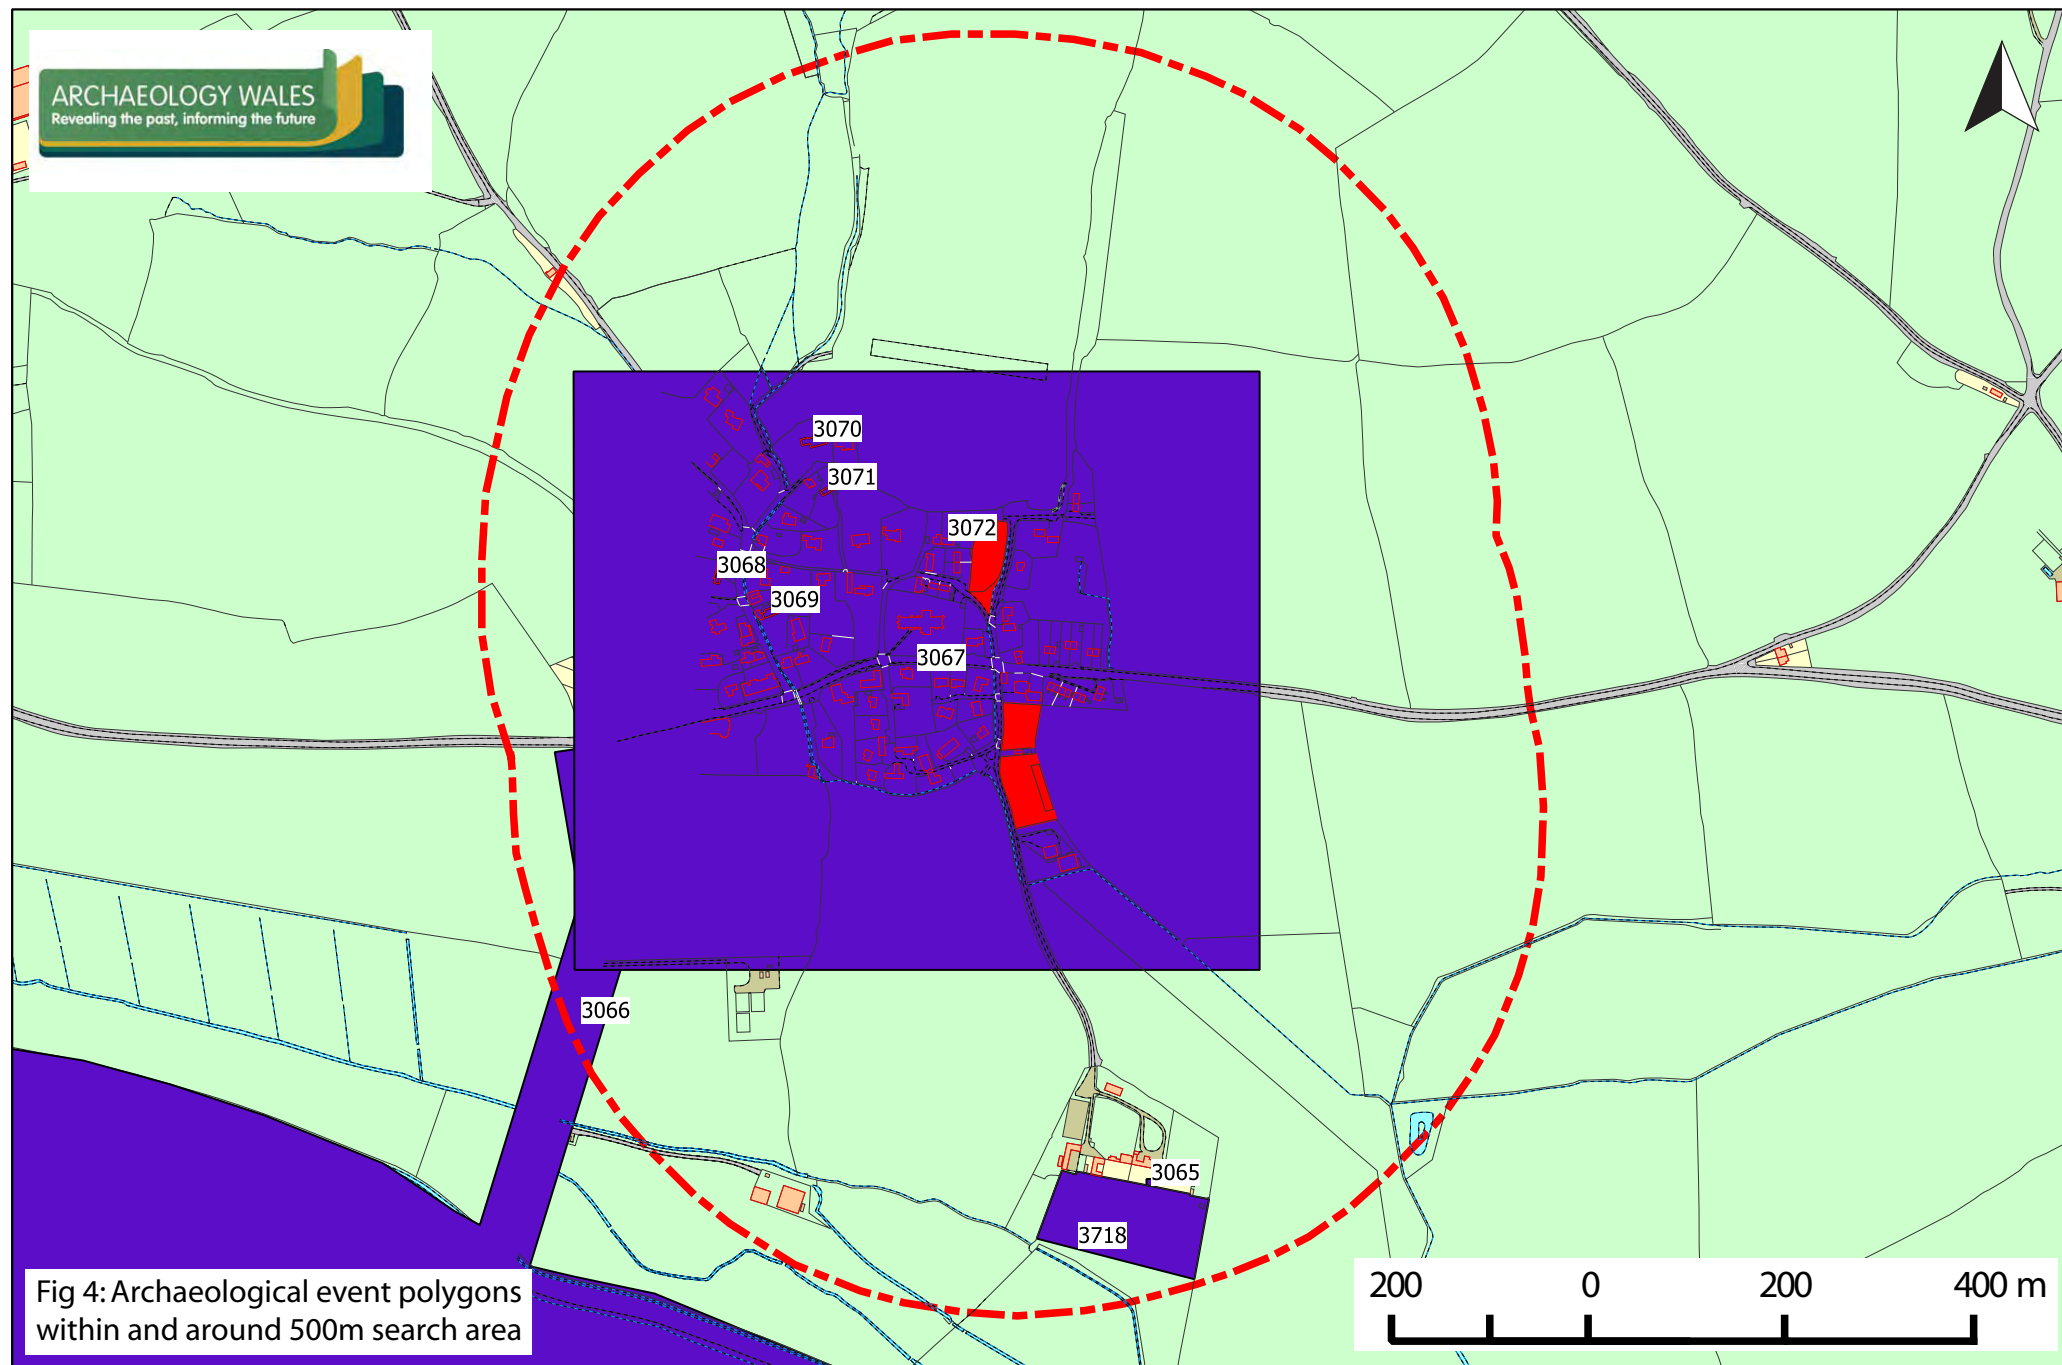 ARCHAEOLOGY WALES
Revealing the past, informing the future
3070
3071
3072
3068
3069
3067
3066
3065
3718
Fig 4: Archaeological event polygons
within and around 500m search area
200 0 200 400 m